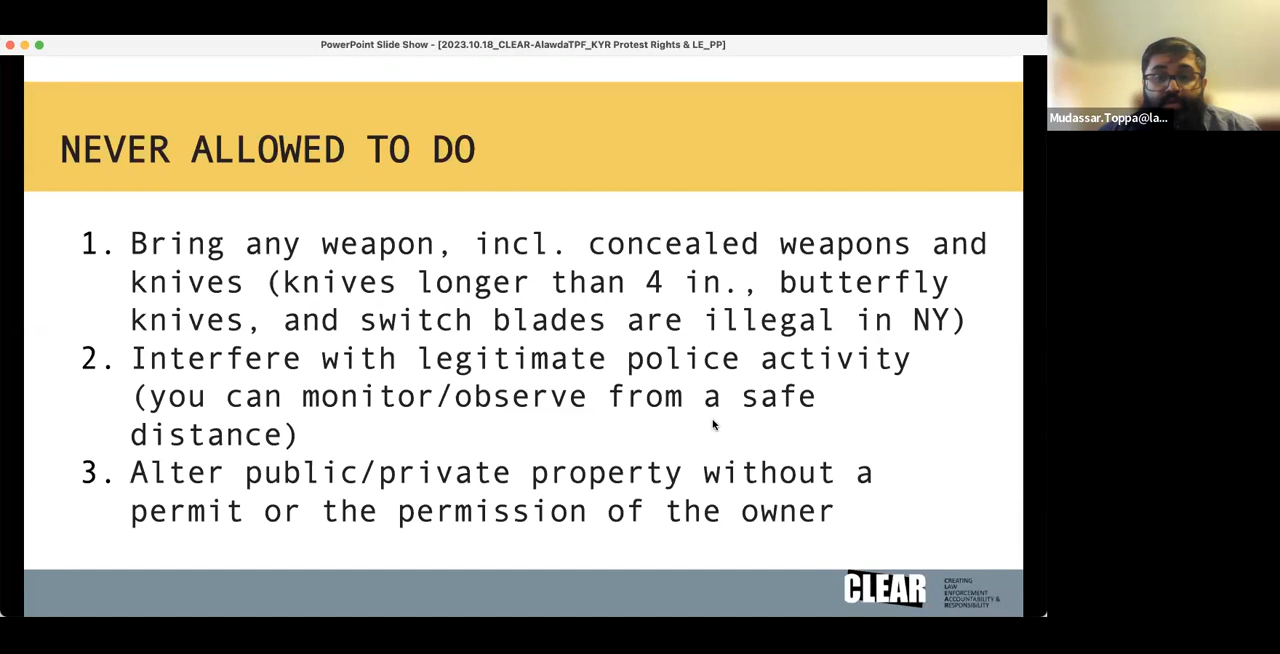 PowerPoint Slide Show - [2023.10.18_CLEAR-AlawdaTPF_KYR Protest Rights & LE_PP]
Mudassar.Toppa@la...
NEVER ALLOWED TO DO
1. Bring any weapon, incl. concealed weapons and
knives (knives longer than 4 in., butterfly
knives, and switch blades are illegal in NY)
2. Interfere with legitimate police activity
(you can monitor/observe from a safe
distance)
3. Alter public/private property without a
permit or the permission of the owner
CLEAR
CREATING
LAW
ENFORCEMENT
ACCOUNTABILITY &
RESPONSIBILITY